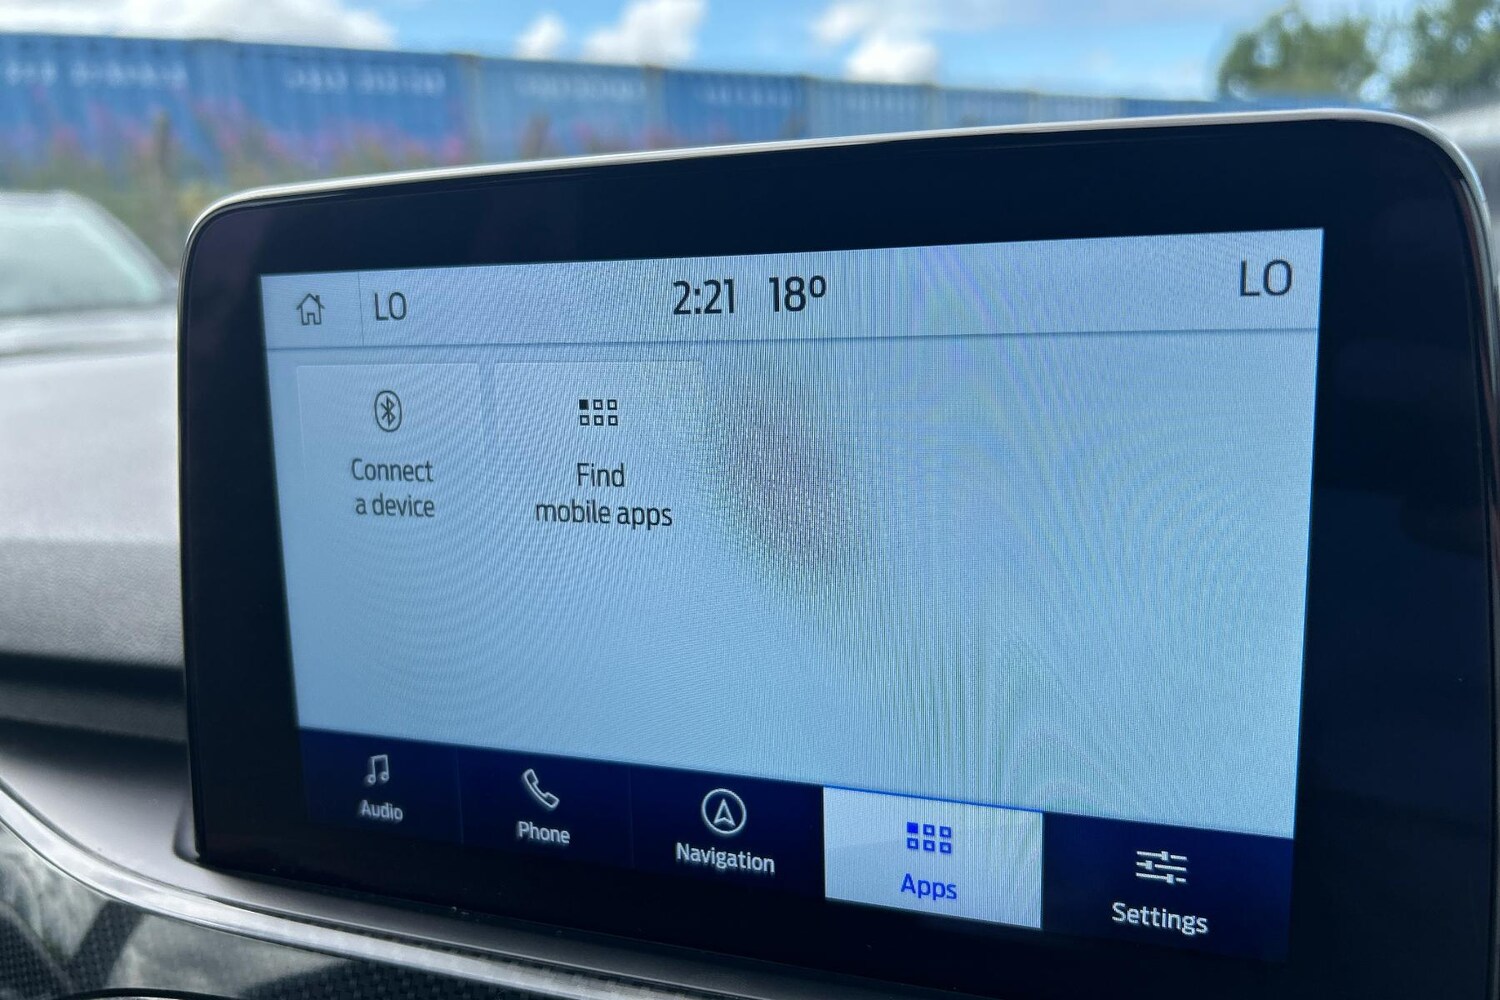 LO 2:21 18º LO
Connect
a device
Find
mobile apps
Audio
Phone
Navigation
Apps
Settings